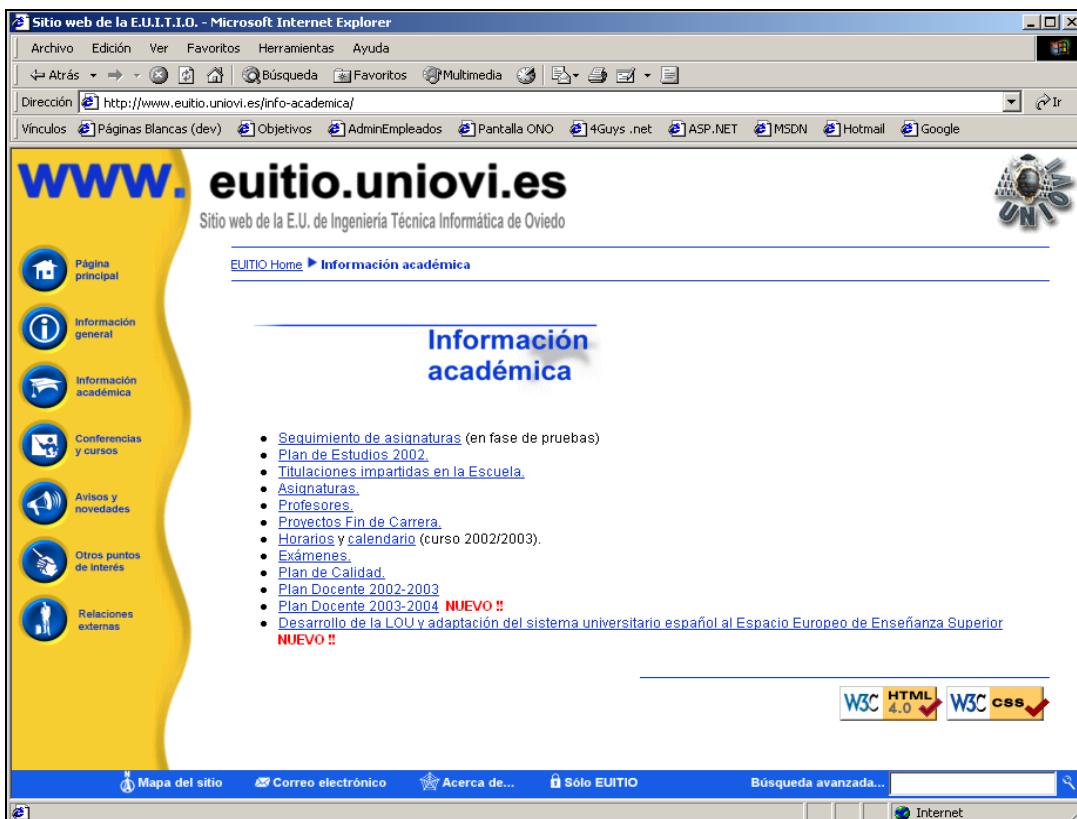 Sitio web de la E.U.I.T.I.O. - Microsoft Internet Explorer
Archivo Edición Ver Favoritos Herramientas Ayuda
Atrás Búsqueda Favoritos Multimedia
Dirección http://www.euitio.uniovi.es/info-academica/ Ir
Vínculos Páginas Blancas (dev) Objetivos AdminEmpleados Pantalla ONO 4Guys .net ASP.NET MSDN Hotmail Google
www. euitio.uniovi.es
Sitio web de la E.U. de Ingeniería Técnica Informática de Oviedo
UNIOVI
EUITIO Home Información académica
Página
principal
Información
general
Información
académica
Conferencias
y cursos
Avisos y
novedades
Otros puntos
de interés
Relaciones
externas
Información
académica
Seguimiento de asignaturas (en fase de pruebas)
Plan de Estudios 2002.
Titulaciones impartidas en la Escuela.
Asignaturas.
Profesores.
Proyectos Fin de Carrera.
Horarios y calendario (curso 2002/2003).
Exámenes.
Plan de Calidad.
Plan Docente 2002-2003
Plan Docente 2003-2004 NUEVO !!
Desarrollo de la LOU y adaptación del sistema universitario español al Espacio Europeo de Enseñanza Superior
NUEVO !!
W3C HTML 4.0 W3C css
Mapa del sitio Correo electrónico Acerca de... Sólo EUITIO Búsqueda avanzada...
Internet